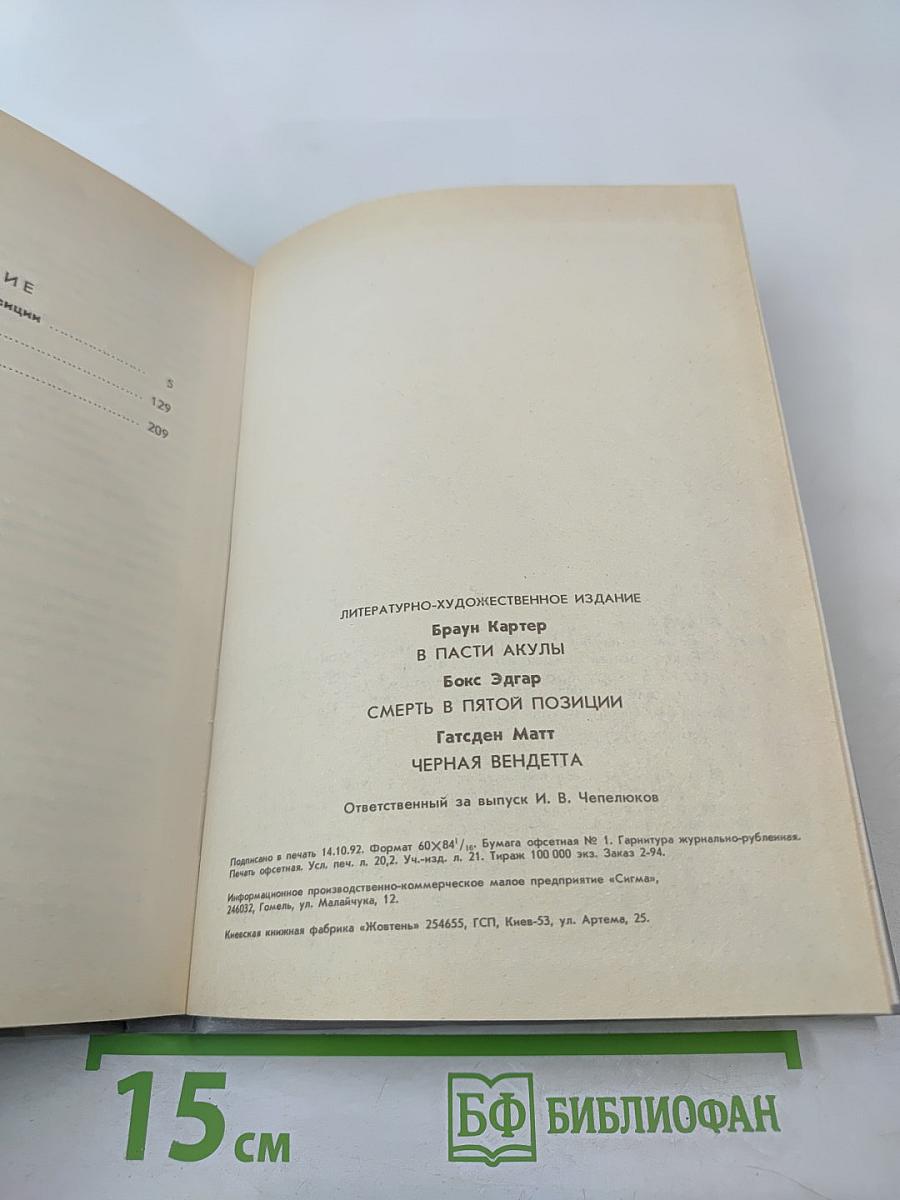 ИЕ
зиции
5
129
209
ЛИТЕРАТУРНО-ХУДОЖЕСТВЕННОЕ ИЗДАНИЕ
Браун Картер
В ПАСТИ АКУЛЫ
Бокс Эдгар
СМЕРТЬ В ПЯТОЙ ПОЗИЦИИ
Гатсден Матт
ЧЕРНАЯ ВЕНДЕТТА
Ответственный за выпуск И. В. Чепелюков
Подписано в печать 14.10.92. Формат 60×84¹/₁₆. Бумага офсетная № 1. Гарнитура журнально-рубленная.
Печать офсетная. Усл. печ. л. 20,2. Уч.-изд. л. 21. Тираж 100 000 экз. Заказ 2-94.
Информационное производственно-коммерческое малое предприятие «Сигма»,
246032, Гомель, ул. Малайчука, 12.
Киевская книжная фабрика «Жовтень» 254655, ГСП, Киев-53, ул. Артема, 25.
15 см
БФ БИБЛИОФАН